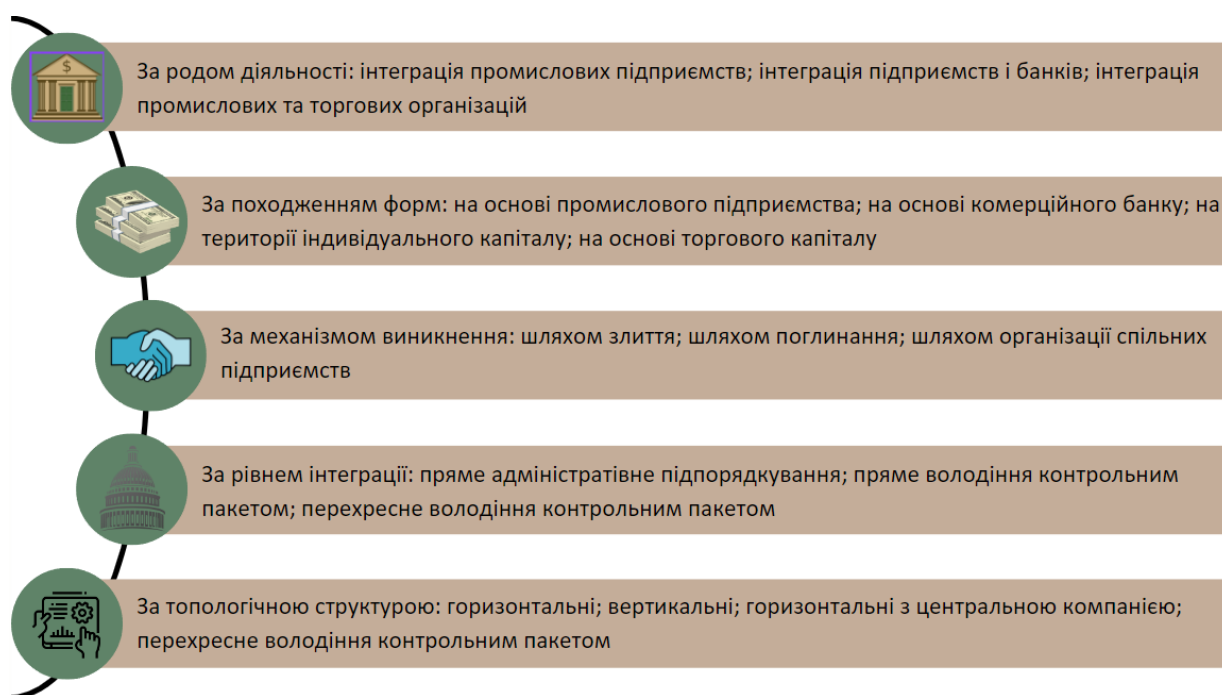 $
За родом діяльності: інтеграція промислових підприємств; інтеграція підприємств і банків; інтеграція
промислових та торгових організацій
За походженням форм: на основі промислового підприємства; на основі комерційного банку; на
території індивідуального капіталу; на основі торгового капіталу
За механізмом виникнення: шляхом злиття; шляхом поглинання; шляхом організації спільних
підприємств
За рівнем інтеграції: пряме адміністратівне підпорядкування; пряме володіння контрольним
пакетом; перехресне володіння контрольним пакетом
За топологічною структурою: горизонтальні; вертикальні; горизонтальні з центральною компанією;
перехресне володіння контрольним пакетом